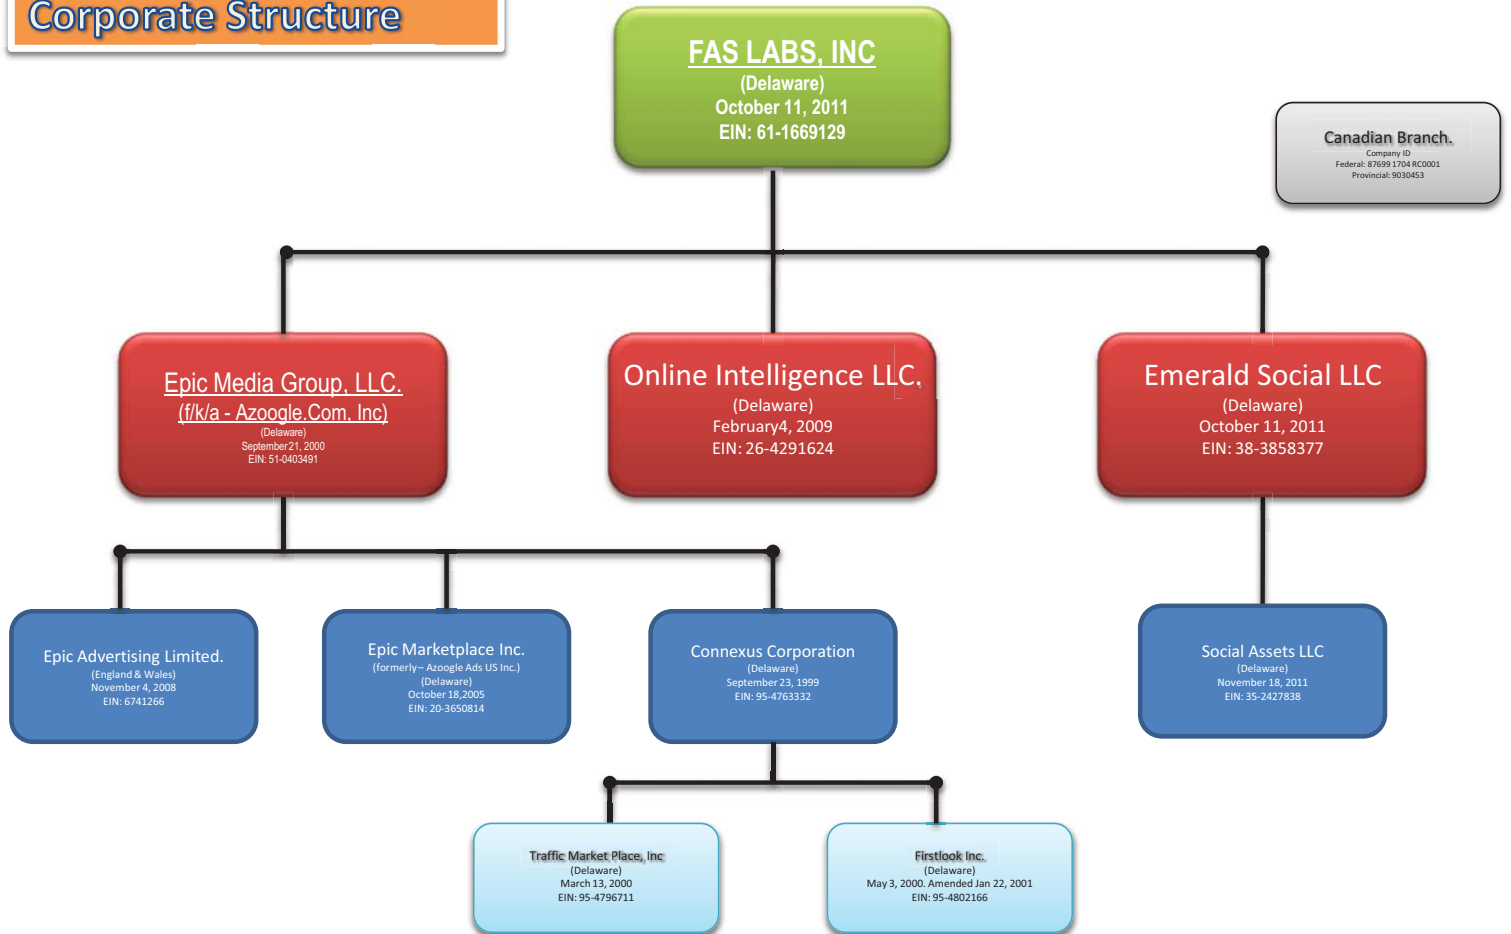 Corporate Structure
FAS LABS, INC
(Delaware)
October 11, 2011
EIN: 61-1669129
Canadian Branch.
Company ID
Federal: 87699 1704 RC0001
Provincial: 9030453
Epic Media Group, LLC.
(f/k/a - Azoogle.Com, Inc)
(Delaware)
September 21, 2000
EIN: 51-0403491
Online Intelligence LLC.
(Delaware)
February4, 2009
EIN: 26-4291624
Emerald Social LLC
(Delaware)
October 11, 2011
EIN: 38-3858377
Epic Advertising Limited.
(England & Wales)
November 4, 2008
EIN: 6741266
Epic Marketplace Inc.
(formerly – Azoogle Ads US Inc.)
(Delaware)
October 18,2005
EIN: 20-3650814
Connexus Corporation
(Delaware)
September 23, 1999
EIN: 95-4763332
Social Assets LLC
(Delaware)
November 18, 2011
EIN: 35-2427838
Traffic Market Place, Inc
(Delaware)
March 13, 2000
EIN: 95-4796711
Firstlook Inc.
(Delaware)
May 3, 2000. Amended Jan 22, 2001
EIN: 95-4802166